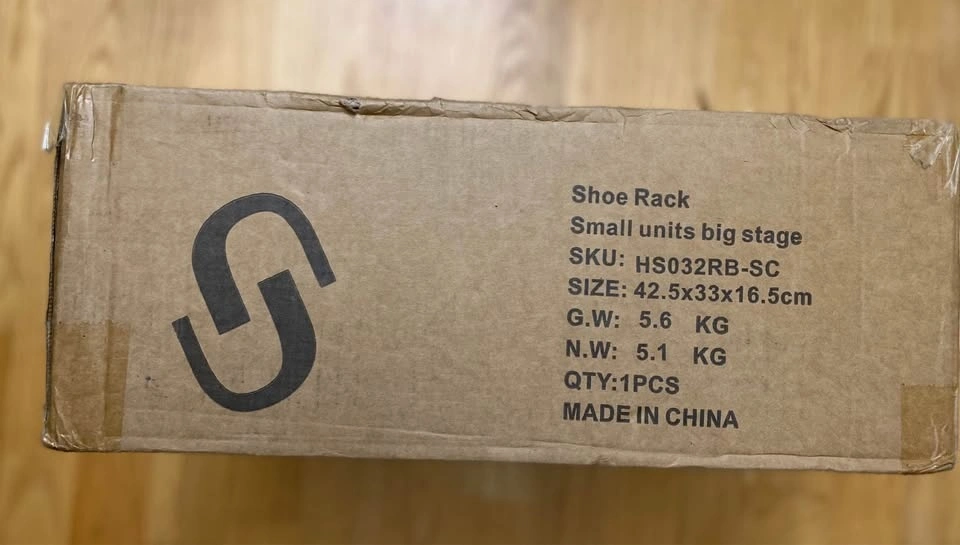 Shoe Rack
Small units big stage
SKU: HS032RB-SC
SIZE: 42.5x33x16.5cm
G.W: 5.6 KG
N.W: 5.1 KG
QTY:1PCS
MADE IN CHINA